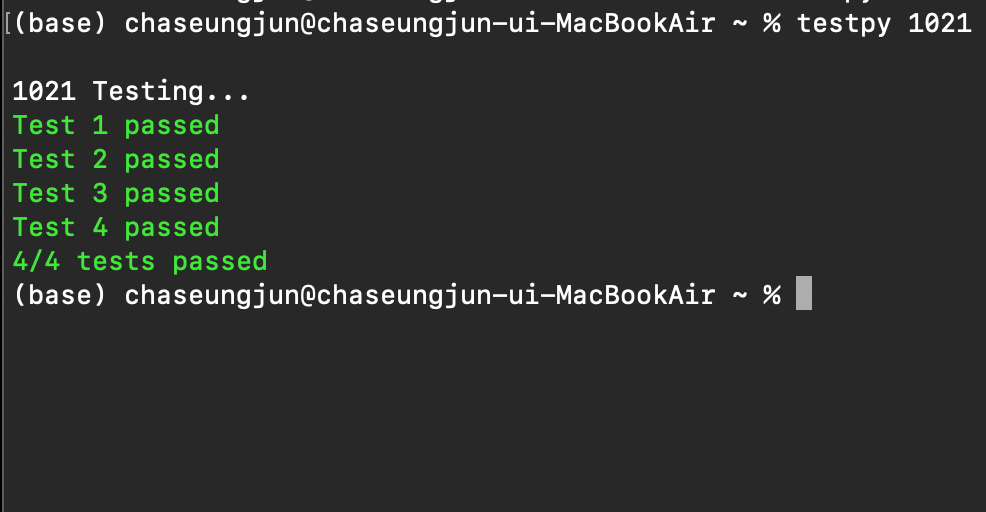 (base) chaseungjun@chaseungjun-ui-MacBookAir ~ % testpy 1021
1021 Testing...
Test 1 passed
Test 2 passed
Test 3 passed
Test 4 passed
4/4 tests passed
(base) chaseungjun@chaseungjun-ui-MacBookAir ~ %